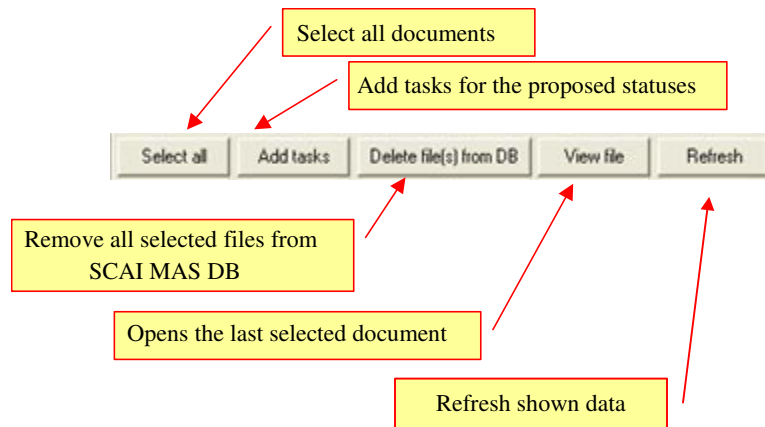 Select all documents
Add tasks for the proposed statuses
Select all Add tasks Delete file(s) from DB View file Refresh
Remove all selected files from
SCAI MAS DB
Opens the last selected document
Refresh shown data